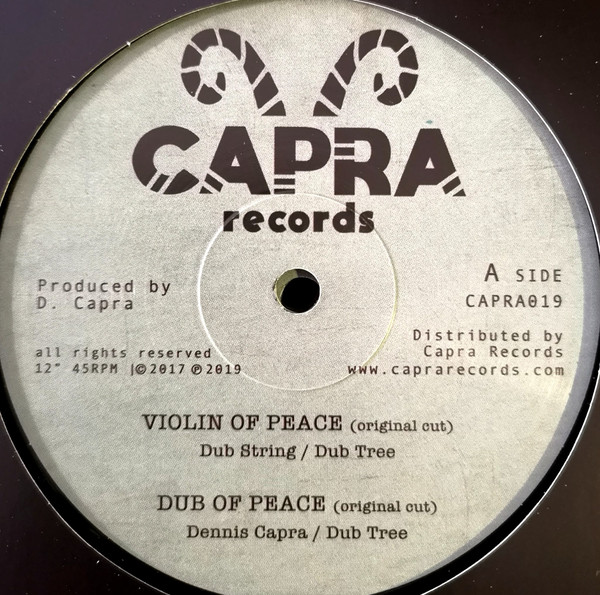 CAPRA
records
Produced by
D. Capra
A SIDE
CAPRA019
all rights reserved
12" 45RPM |© 2017 ℗ 2019
Distributed by
Capra Records
www.caprarecords.com
VIOLIN OF PEACE (original cut)
Dub String / Dub Tree
DUB OF PEACE (original cut)
Dennis Capra / Dub Tree